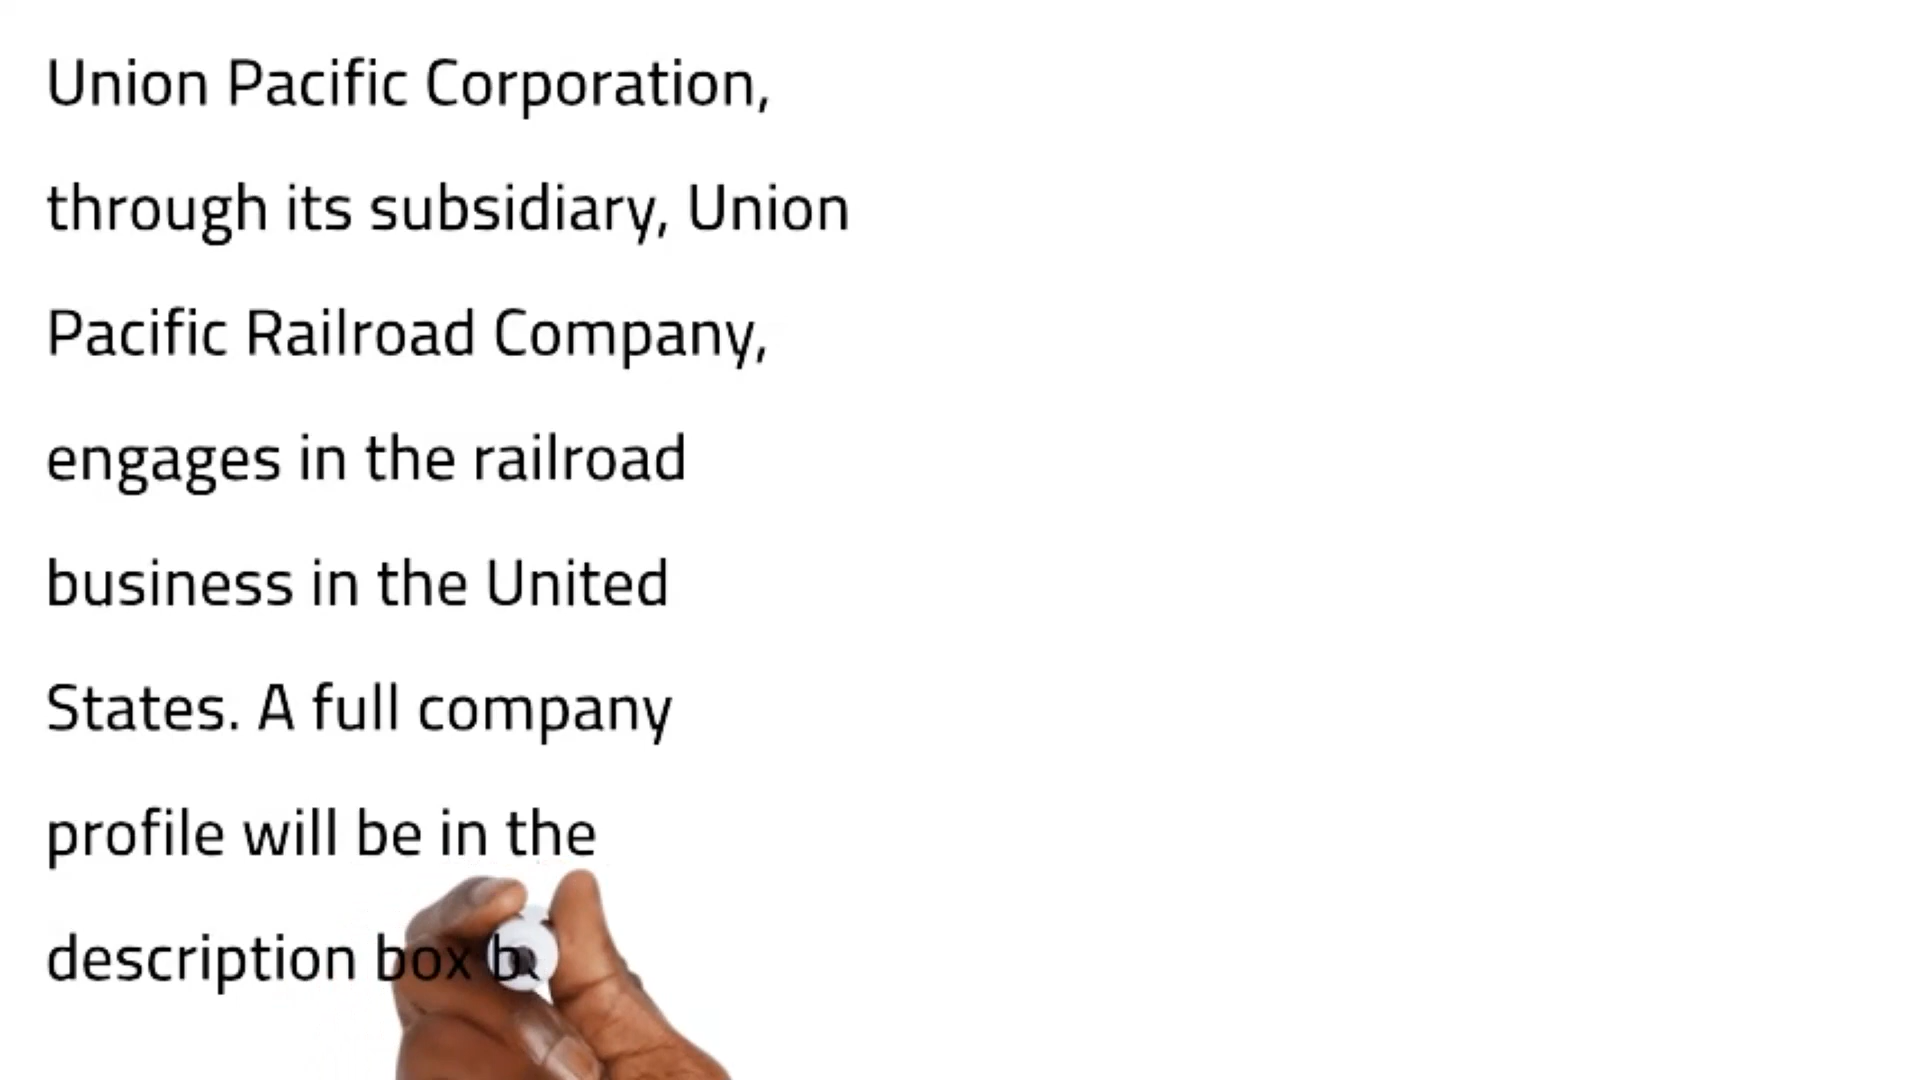 Union Pacific Corporation,
through its subsidiary, Union
Pacific Railroad Company,
engages in the railroad
business in the United
States. A full company
profile will be in the
description box